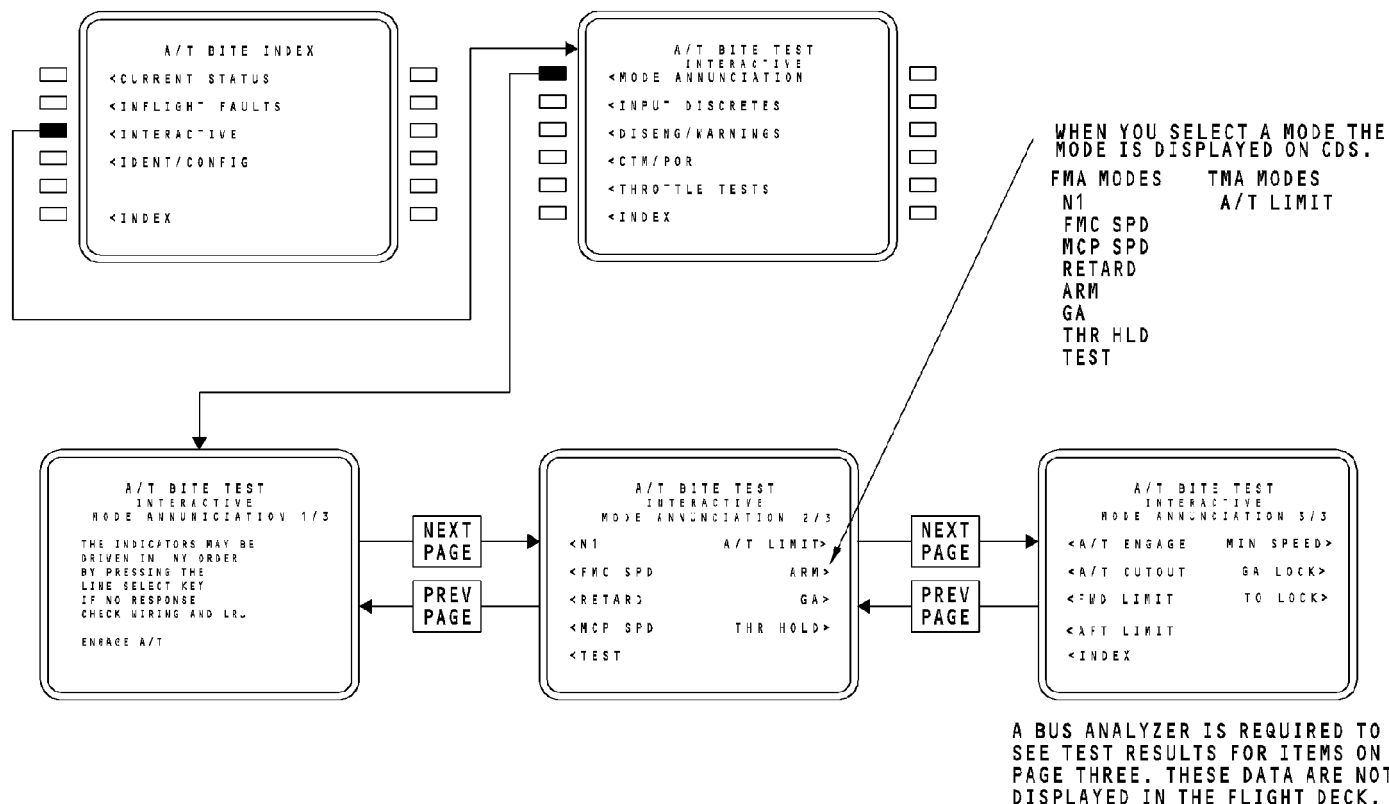 A/T BITE INDEX
<CURRENT STATUS
<INFLIGHT FAULTS
<INTERACTIVE
<IDENT/CONFIG
<INDEX
A/T BITE TEST
INTERACTIVE
<MODE ANNUNCIATION
<INPUT DISCRETES
<DISENG/WARNINGS
<CTM/POR
<THROTTLE TESTS
<INDEX
WHEN YOU SELECT A MODE THE
MODE IS DISPLAYED ON CDS.
FMA MODES TMA MODES
N1 A/T LIMIT
FMC SPD
MCP SPD
RETARD
ARM
GA
THR HLD
TEST
A/T BITE TEST
INTERACTIVE
MODE ANNUNICIATION 1/3
THE INDICATORS MAY BE
DRIVEN IN NY ORDER
BY PRESSING THE
LINE SELECT KEY
IF NO RESPONSE
CHECK WIRING AND LRU
ENGAGE A/T
NEXT
PAGE
PREV
PAGE
A/T BITE TEST
INTERACTIVE
MODE ANNUNCIATION 2/3
<N1 A/T LIMIT>
<FMC SPD ARM>
<RETARD GA>
<MCP SPD THR HOLD>
<TEST
NEXT
PAGE
PREV
PAGE
A/T BITE TEST
INTERACTIVE
MODE ANNUNCIATION 3/3
<A/T ENGAGE MIN SPEED>
<A/T CUTOUT GA LOCK>
<FWD LIMIT TO LOCK>
<AFT LIMIT
<INDEX
A BUS ANALYZER IS REQUIRED TO
SEE TEST RESULTS FOR ITEMS ON
PAGE THREE. THESE DATA ARE NOT
DISPLAYED IN THE FLIGHT DECK.